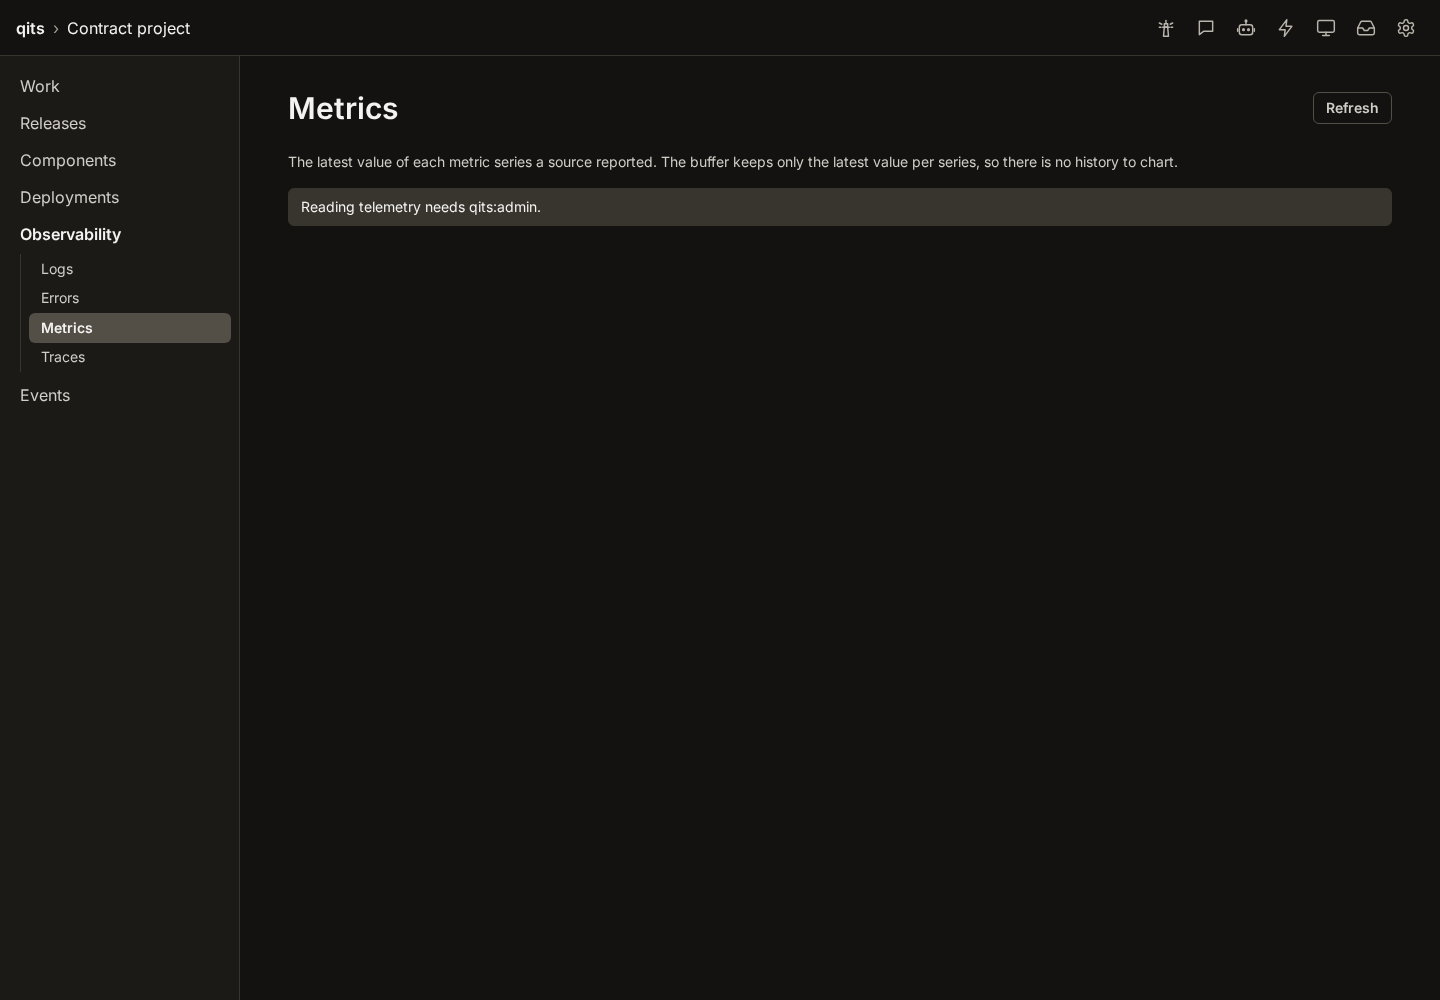 qits › Contract project
Work
Releases
Components
Deployments
Observability
Logs
Errors
Metrics
Traces
Events
Metrics
Refresh
The latest value of each metric series a source reported. The buffer keeps only the latest value per series, so there is no history to chart.
Reading telemetry needs qits:admin.